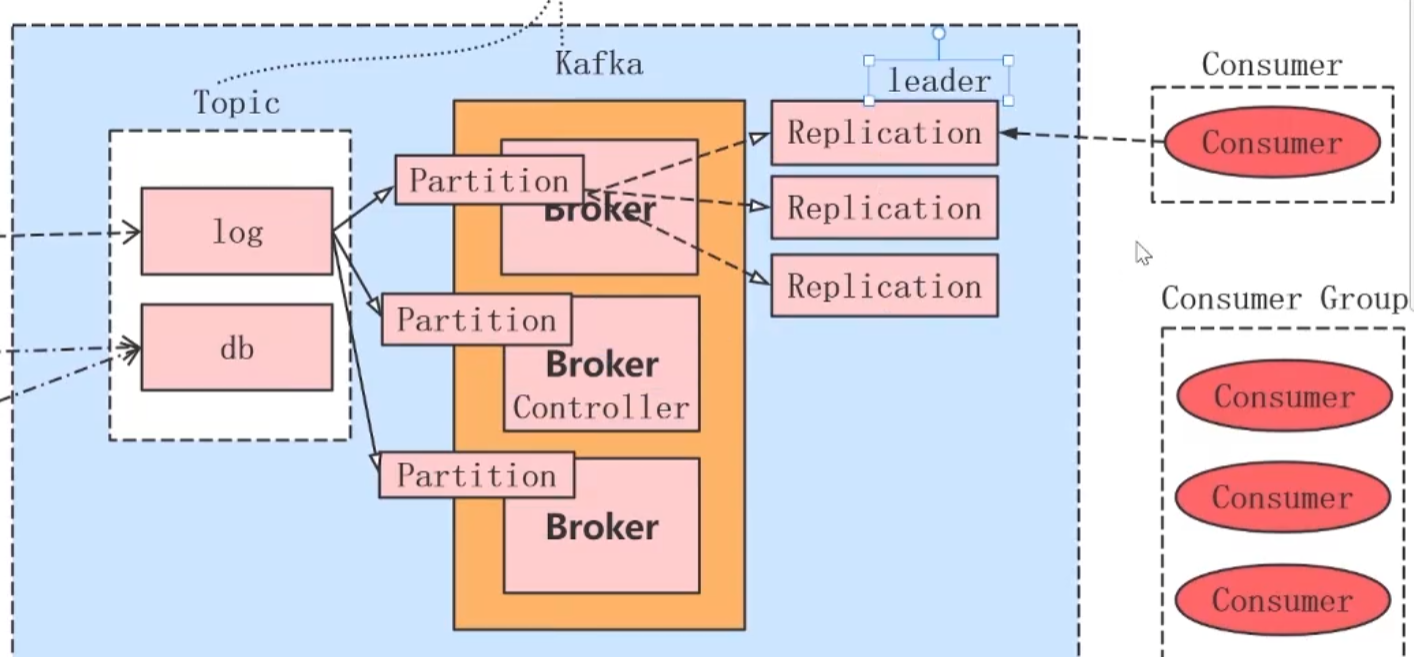 Kafka
Topic
leader
Consumer
log
db
Partition
Broker
Partition
Broker
Controller
Partition
Broker
Replication
Replication
Replication
Consumer
Consumer Group
Consumer
Consumer
Consumer